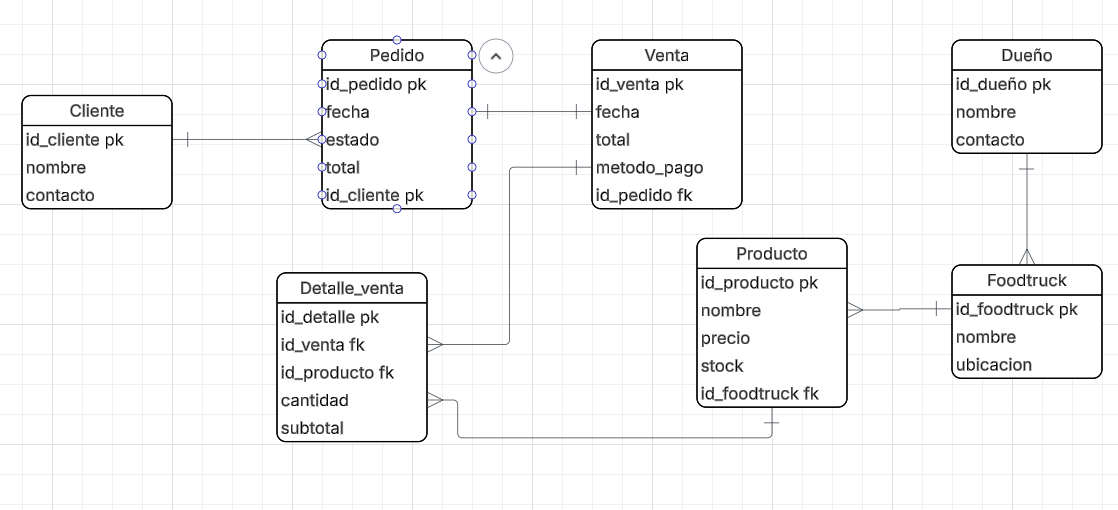 Cliente
id_cliente pk
nombre
contacto
Pedido
id_pedido pk
fecha
estado
total
id_cliente pk
Venta
id_venta pk
fecha
total
metodo_pago
id_pedido fk
Dueño
id_dueño pk
nombre
contacto
Detalle_venta
id_detalle pk
id_venta fk
id_producto fk
cantidad
subtotal
Producto
id_producto pk
nombre
precio
stock
id_foodtruck fk
Foodtruck
id_foodtruck pk
nombre
ubicacion